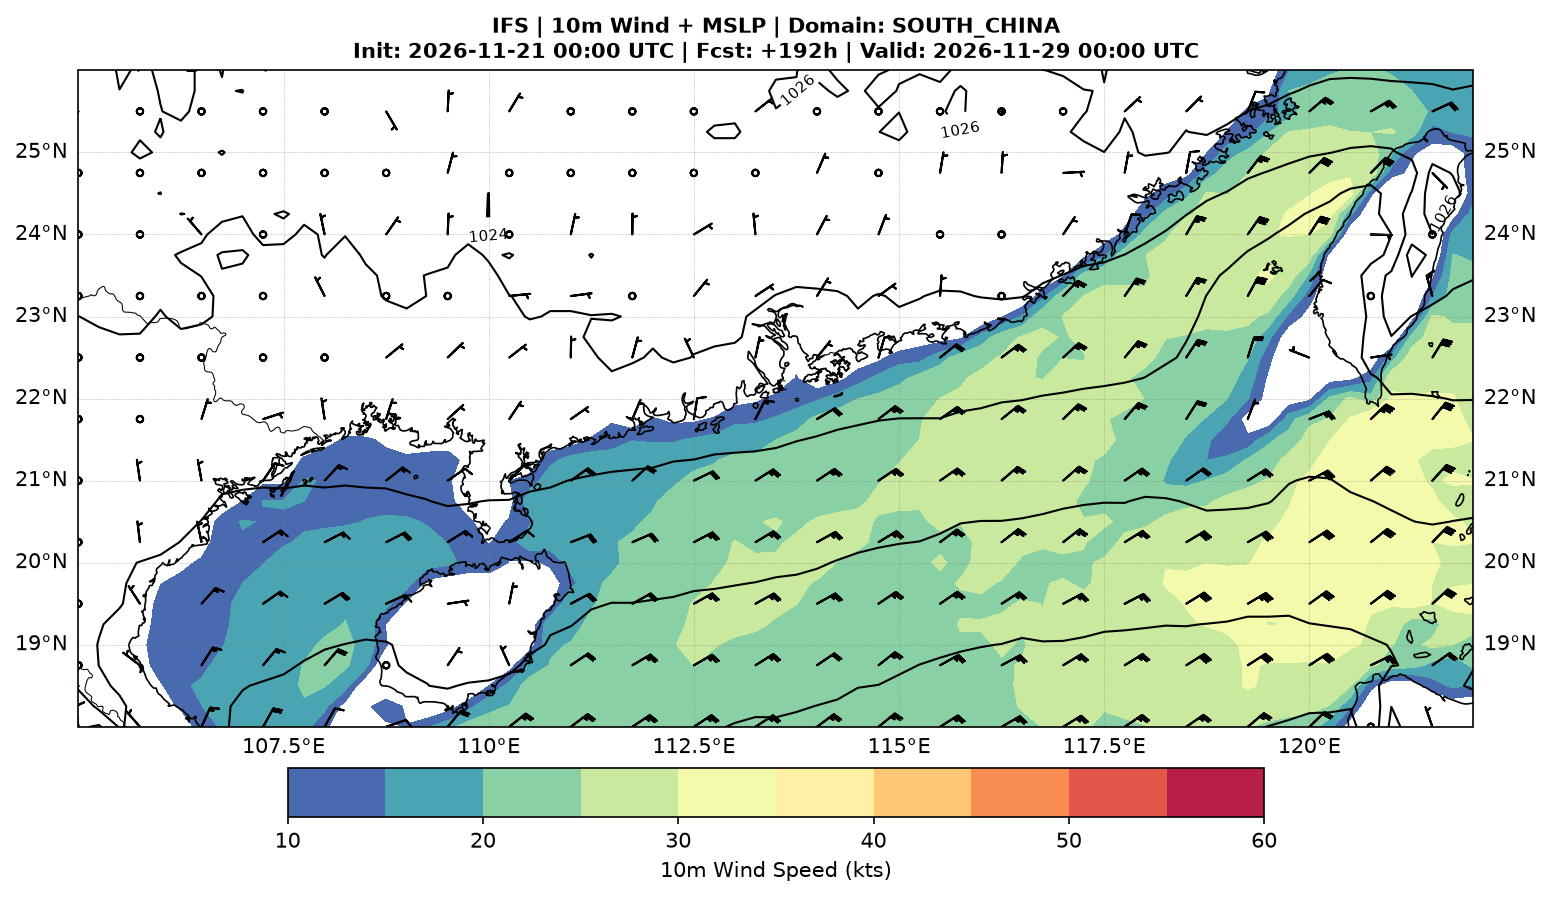 IFS | 10m Wind + MSLP | Domain: SOUTH_CHINA
Init: 2026-11-21 00:00 UTC | Fcst: +192h | Valid: 2026-11-29 00:00 UTC
1026
1026
25°N
25°N
1026
24°N
1024
24°N
23°N
23°N
22°N
22°N
21°N
21°N
20°N
20°N
19°N
19°N
107.5°E
110°E
112.5°E
115°E
117.5°E
120°E
10
20
30
40
50
60
10m Wind Speed (kts)